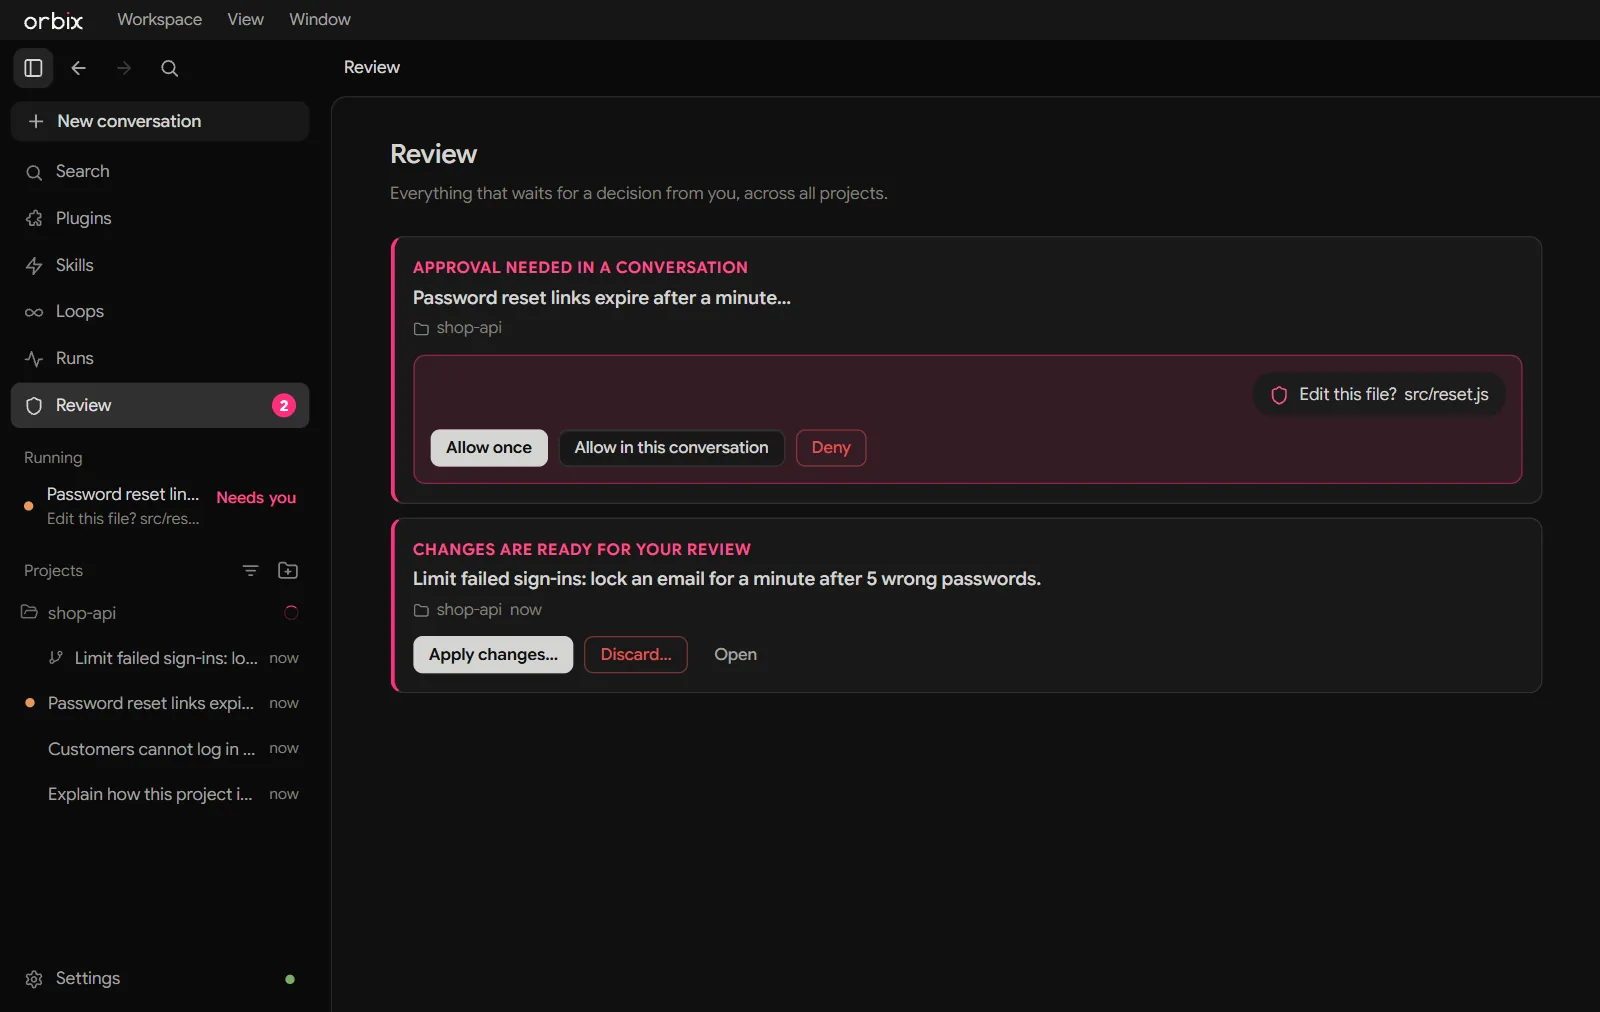 orbix Workspace View Window
Review
New conversation
Search
Plugins
Skills
Loops
Runs
Review 2
Running
Password reset lin... Needs you
Edit this file? src/res...
Projects
shop-api
Limit failed sign-ins: lo... now
Password reset links expi... now
Customers cannot log in ... now
Explain how this project i... now
Settings
Review
Everything that waits for a decision from you, across all projects.
APPROVAL NEEDED IN A CONVERSATION
Password reset links expire after a minute...
shop-api
Edit this file? src/reset.js
Allow once Allow in this conversation Deny
CHANGES ARE READY FOR YOUR REVIEW
Limit failed sign-ins: lock an email for a minute after 5 wrong passwords.
shop-api now
Apply changes... Discard... Open